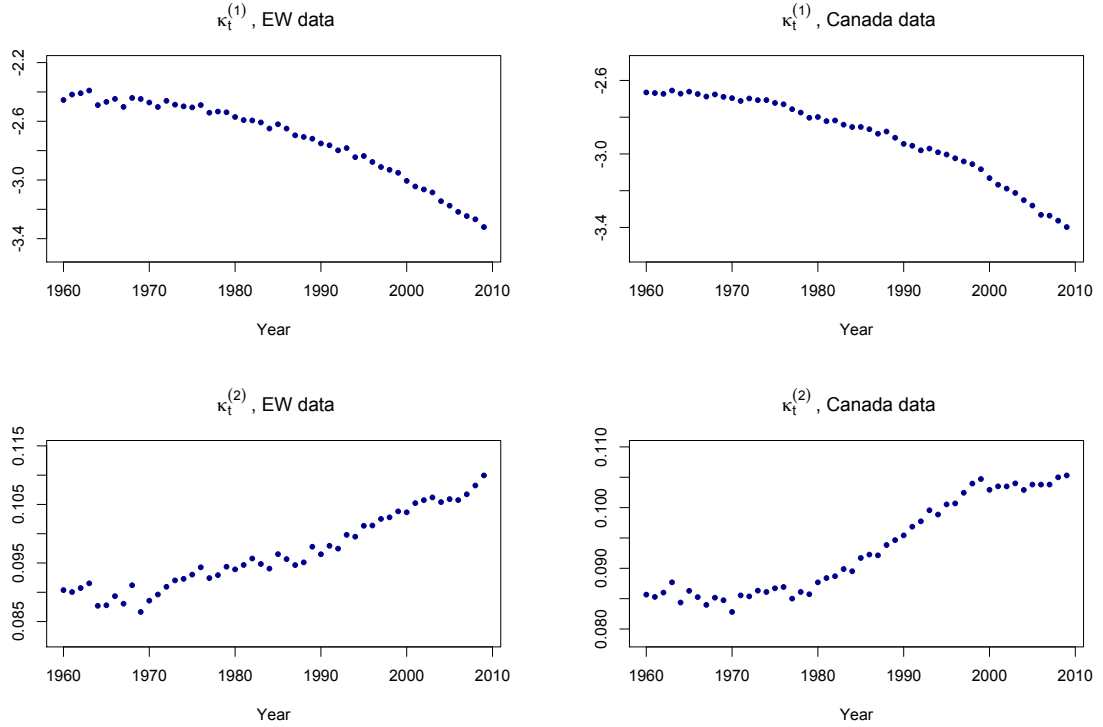 κt(1) , EW data
-2.2
-2.6
-3.0
-3.4
1960 1970 1980 1990 2000 2010
Year
κt(1) , Canada data
-2.6
-3.0
-3.4
1960 1970 1980 1990 2000 2010
Year
κt(2) , EW data
0.115
0.105
0.095
0.085
1960 1970 1980 1990 2000 2010
Year
κt(2) , Canada data
0.110
0.100
0.090
0.080
1960 1970 1980 1990 2000 2010
Year